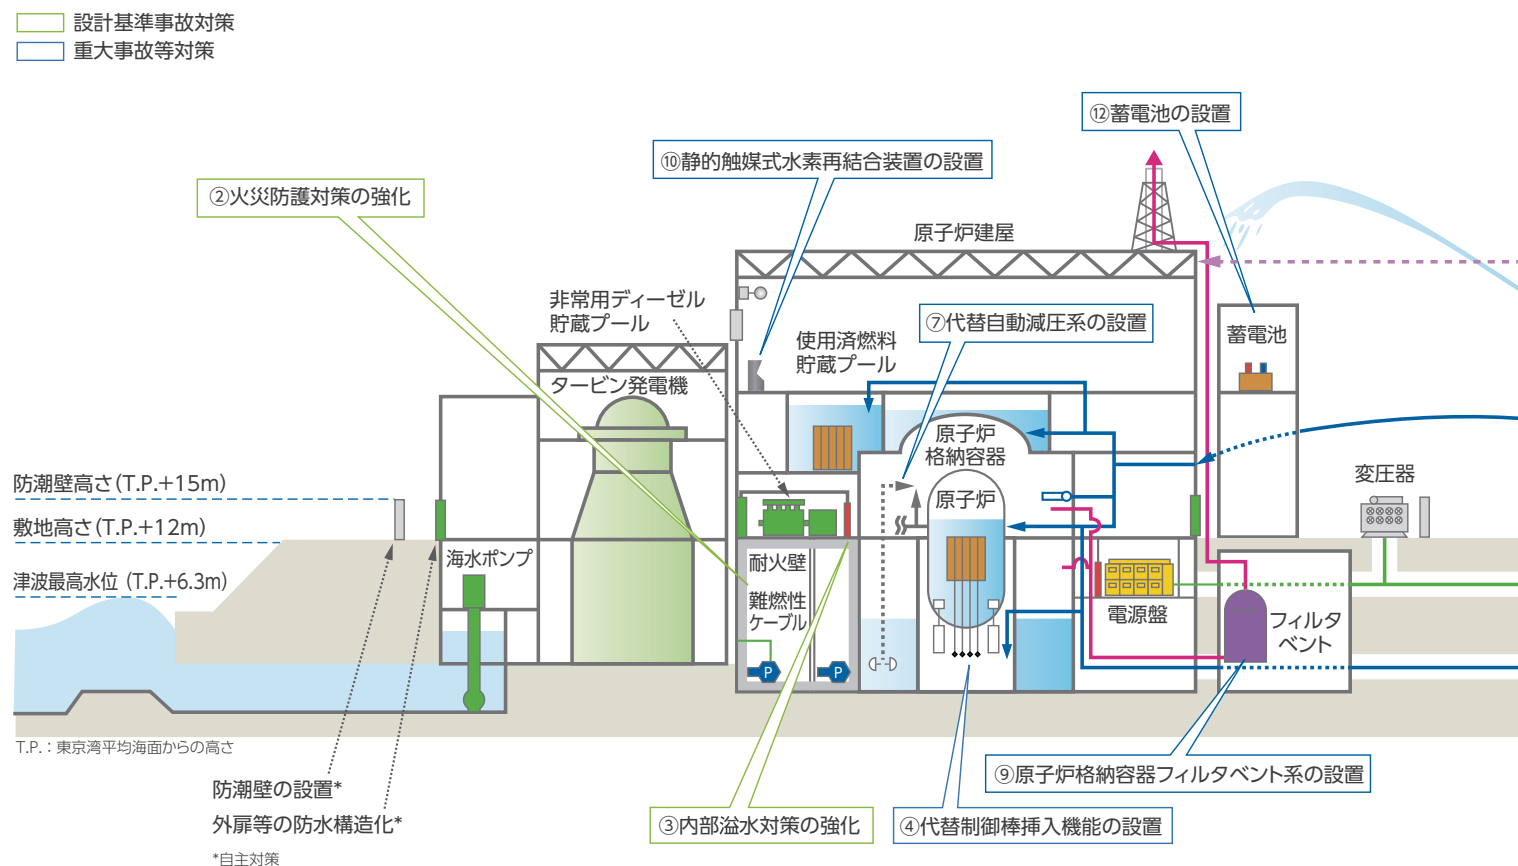 設計基準事故対策
重大事故等対策
⑫蓄電池の設置
⑩静的触媒式水素再結合装置の設置
②火災防護対策の強化
原子炉建屋
非常用ディーゼル
貯蔵プール
⑦代替自動減圧系の設置
使用済燃料
貯蔵プール
蓄電池
タービン発電機
原子炉
格納容器
原子炉
変圧器
防潮壁高さ(T.P.+15m)
敷地高さ(T.P.+12m)
津波最高水位 (T.P.+6.3m)
海水ポンプ
耐火壁
難燃性
ケーブル
P
P
電源盤
フィルタ
ベント
T.P.:東京湾平均海面からの高さ
防潮壁の設置*
外扉等の防水構造化*
*自主対策
⑨原子炉格納容器フィルタベント系の設置
③内部溢水対策の強化
④代替制御棒挿入機能の設置